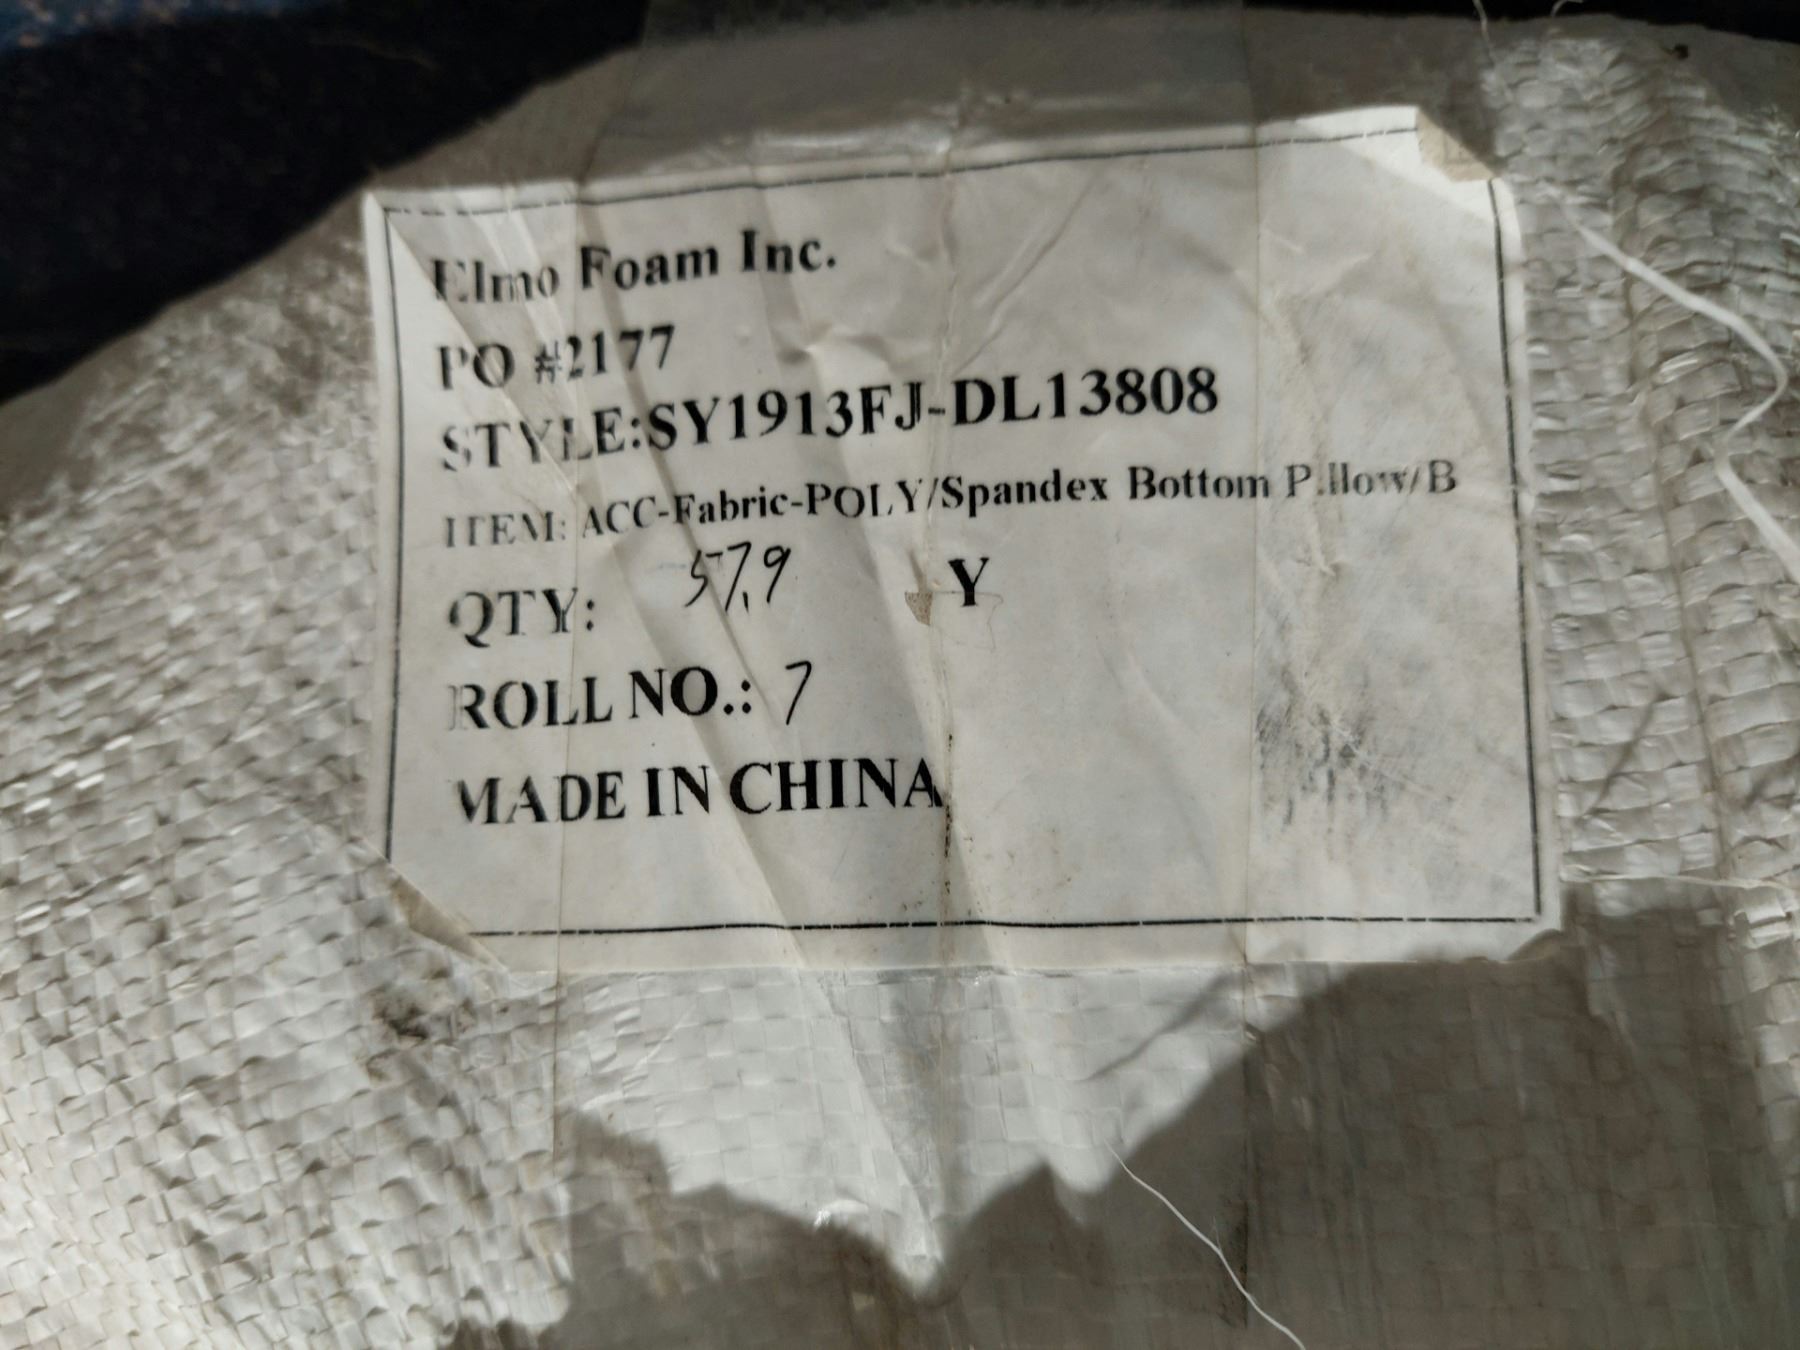 Elmo Foam Inc.
PO #2177
STYLE:SY1913FJ-DL13808
ITEM: ACC-Fabric-POLY/Spandex Bottom Pillow/B
QTY: 57.9 Y
ROLL NO.: 7
MADE IN CHINA